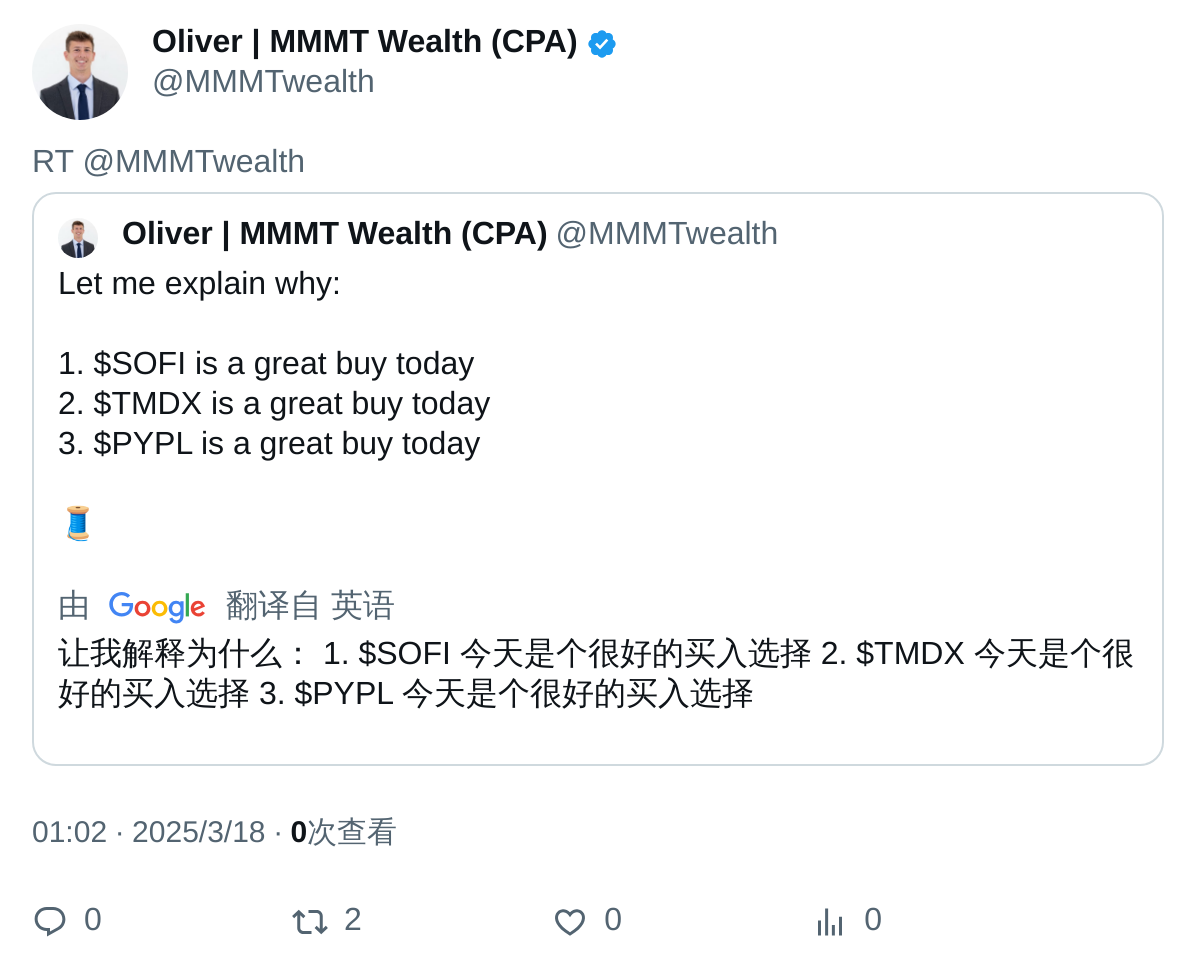 Oliver | MMMT Wealth (CPA)
@MMMTwealth
RT @MMMTwealth
Oliver | MMMT Wealth (CPA) @MMMTwealth
Let me explain why:
1. $SOFI is a great buy today
2. $TMDX is a great buy today
3. $PYPL is a great buy today
由 Google 翻译自 英语
让我解释为什么： 1. $SOFI 今天是个很好的买入选择 2. $TMDX 今天是个很
好的买入选择 3. $PYPL 今天是个很好的买入选择
01:02 · 2025/3/18 · 0次查看
0 2 0 0